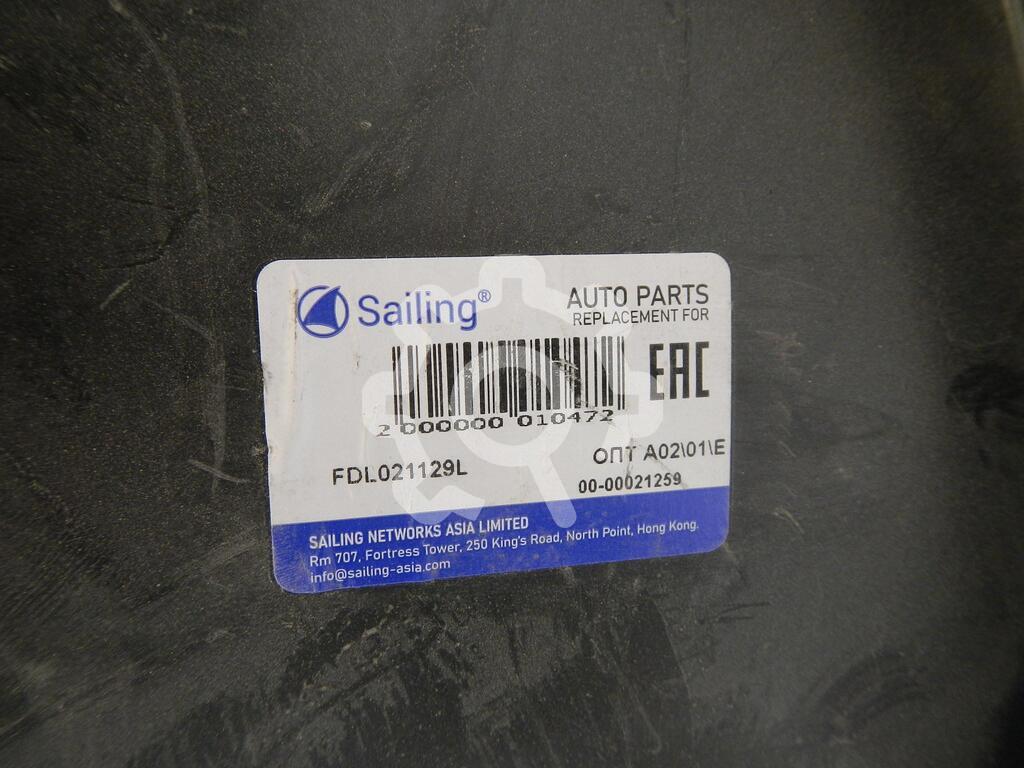 Sailing®
AUTO PARTS
REPLACEMENT FOR
EAC
2 000000 010472
FDL021129L
ОПТ A02\01\E
00-00021259
SAILING NETWORKS ASIA LIMITED
Rm 707, Fortress Tower, 250 King's Road, North Point, Hong Kong.
info@sailing-asia.com